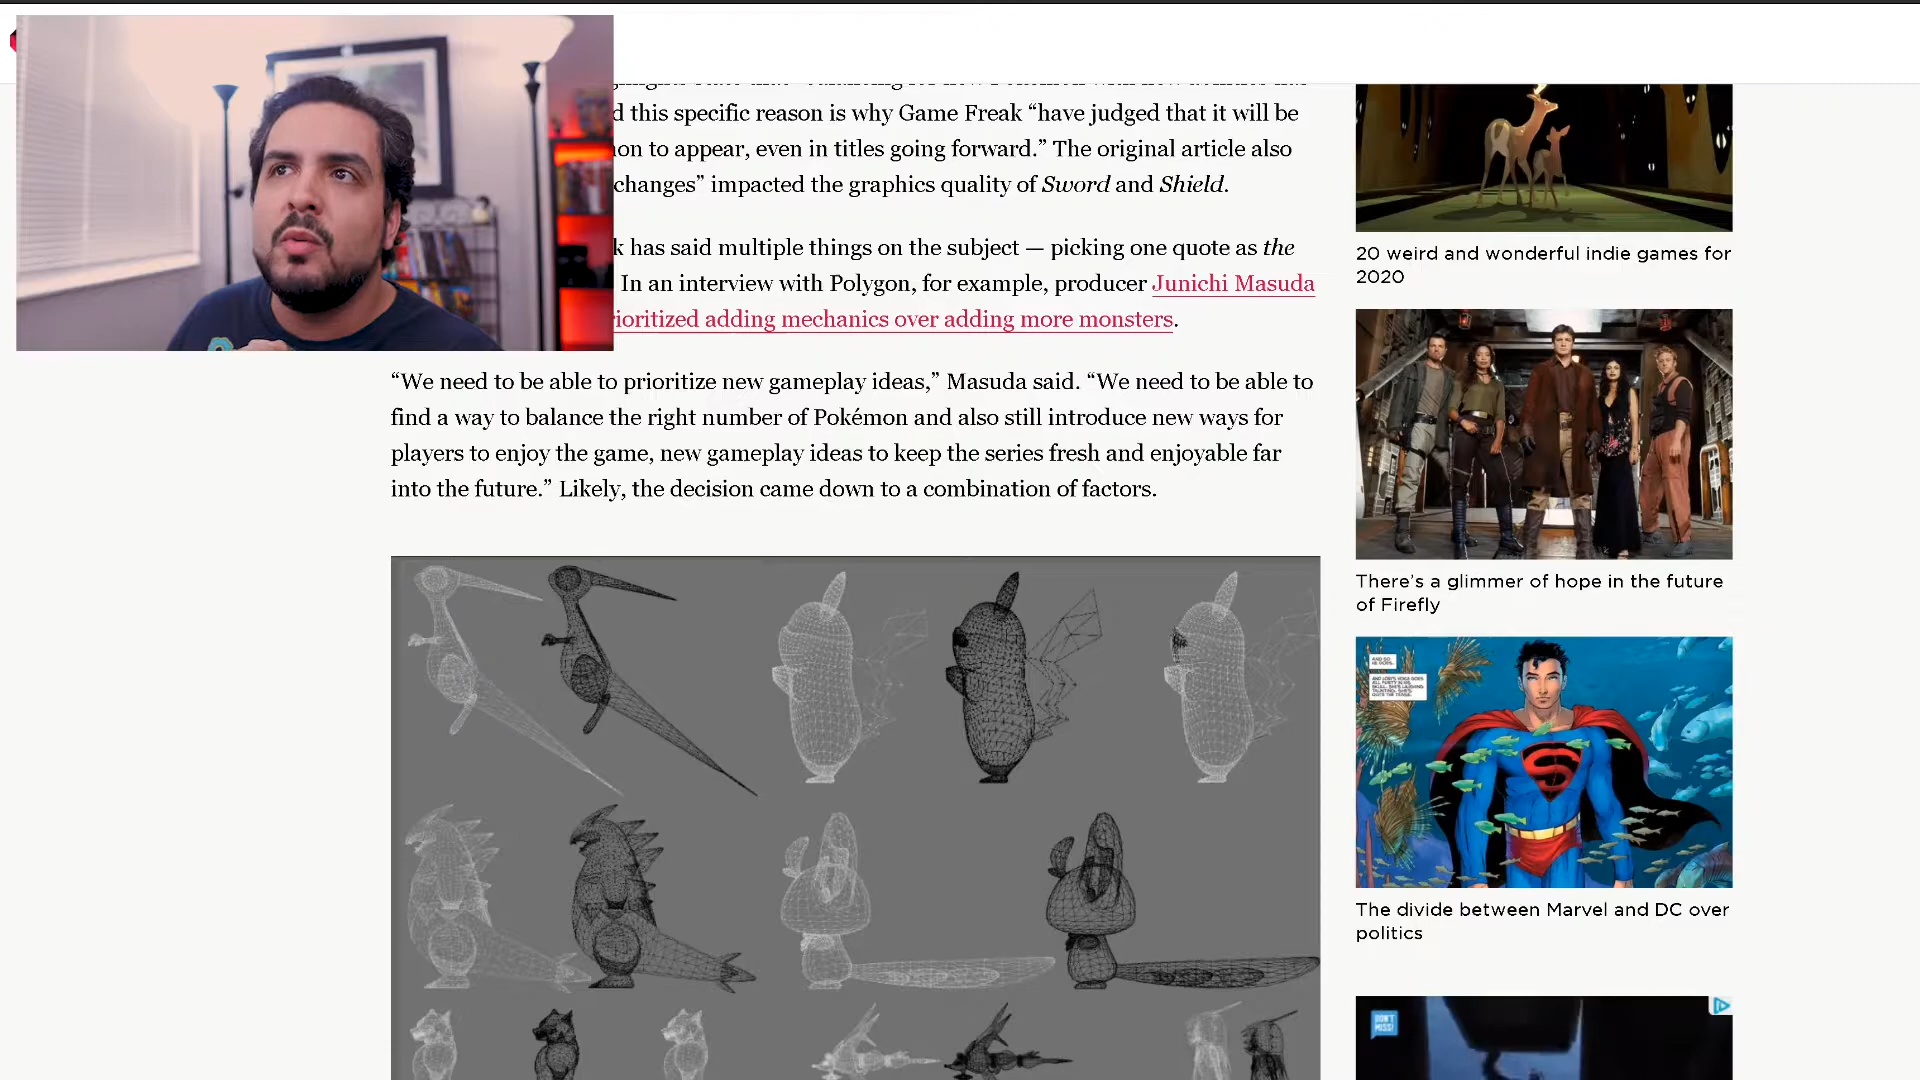 d this specific reason is why Game Freak “have judged that it will be
on to appear, even in titles going forward.” The original article also
changes” impacted the graphics quality of Sword and Shield.
k has said multiple things on the subject — picking one quote as the
In an interview with Polygon, for example, producer Junichi Masuda
ioritized adding mechanics over adding more monsters.
“We need to be able to prioritize new gameplay ideas,” Masuda said. “We need to be able to
find a way to balance the right number of Pokémon and also still introduce new ways for
players to enjoy the game, new gameplay ideas to keep the series fresh and enjoyable far
into the future.” Likely, the decision came down to a combination of factors.
20 weird and wonderful indie games for
2020
There’s a glimmer of hope in the future
of Firefly
AND SO
HE DOES.
The divide between Marvel and DC over
politics
DON'T
MISS!